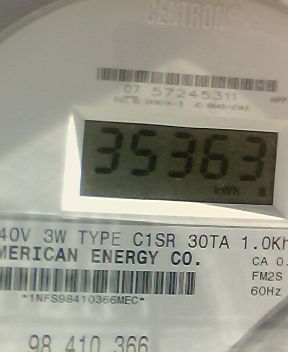 CENTRON®
07 57245311
35363
kWh
40V 3W TYPE C1SR 30TA 1.0Kh
MERICAN ENERGY CO.
CA 0.
FM2S
*1NFS98410366MEC*
60Hz
98 410 366